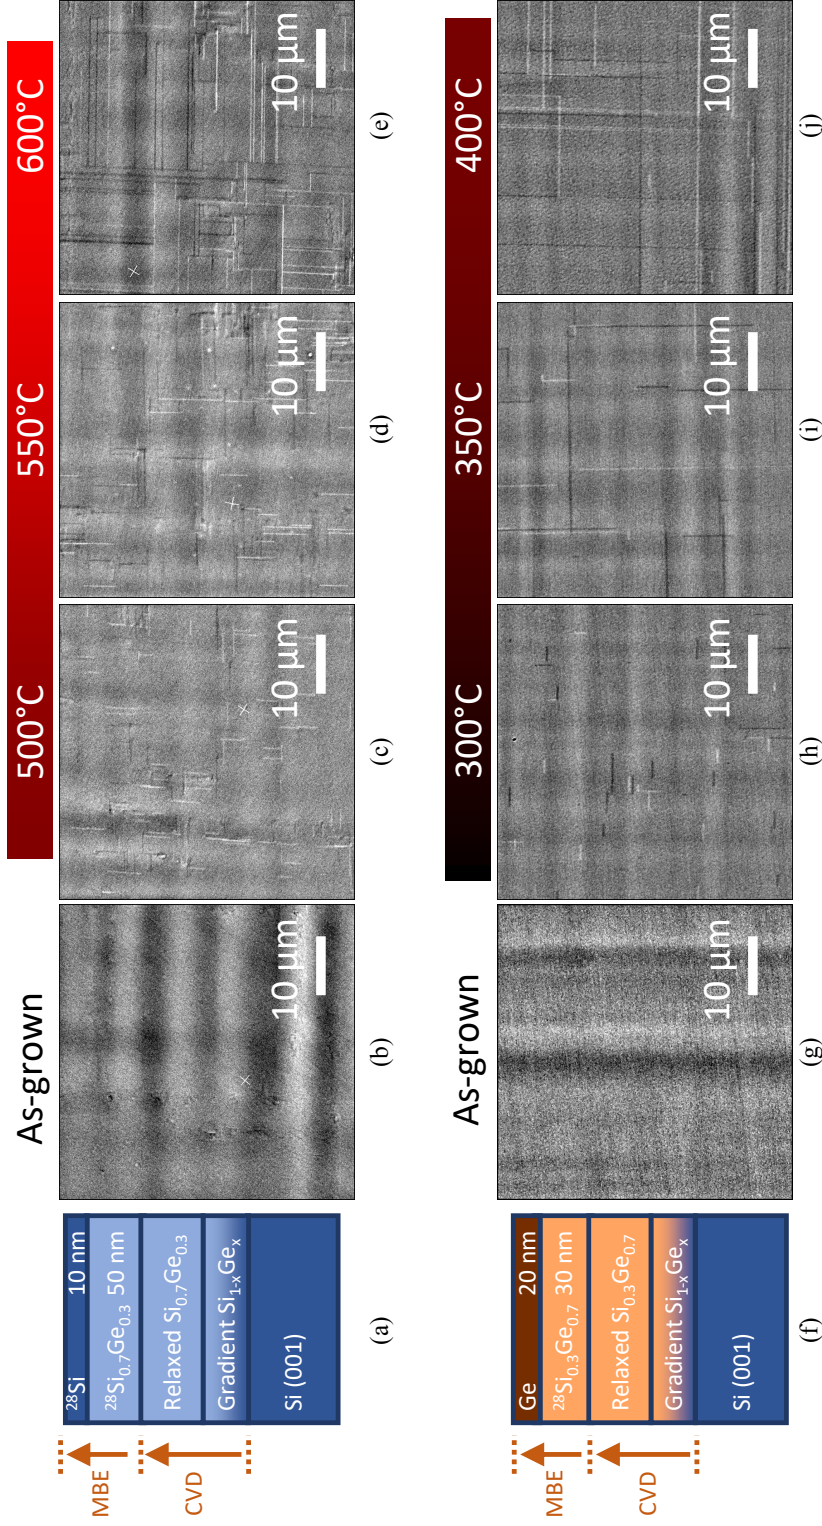 As-grown
500°C
550°C
600°C
MBE
CVD
²⁸Si 10 nm
²⁸Si₀.₇Ge₀.₃ 50 nm
Relaxed Si₀.₇Ge₀.₃
Gradient Si₁₋ₓGeₓ
Si (001)
10 µm
10 µm
10 µm
10 µm
(a)
(b)
(c)
(d)
(e)
As-grown
300°C
350°C
400°C
MBE
CVD
Ge 20 nm
²⁸Si₀.₃Ge₀.₇ 30 nm
Relaxed Si₀.₃Ge₀.₇
Gradient Si₁₋ₓGeₓ
Si (001)
10 µm
10 µm
10 µm
10 µm
(f)
(g)
(h)
(i)
(j)